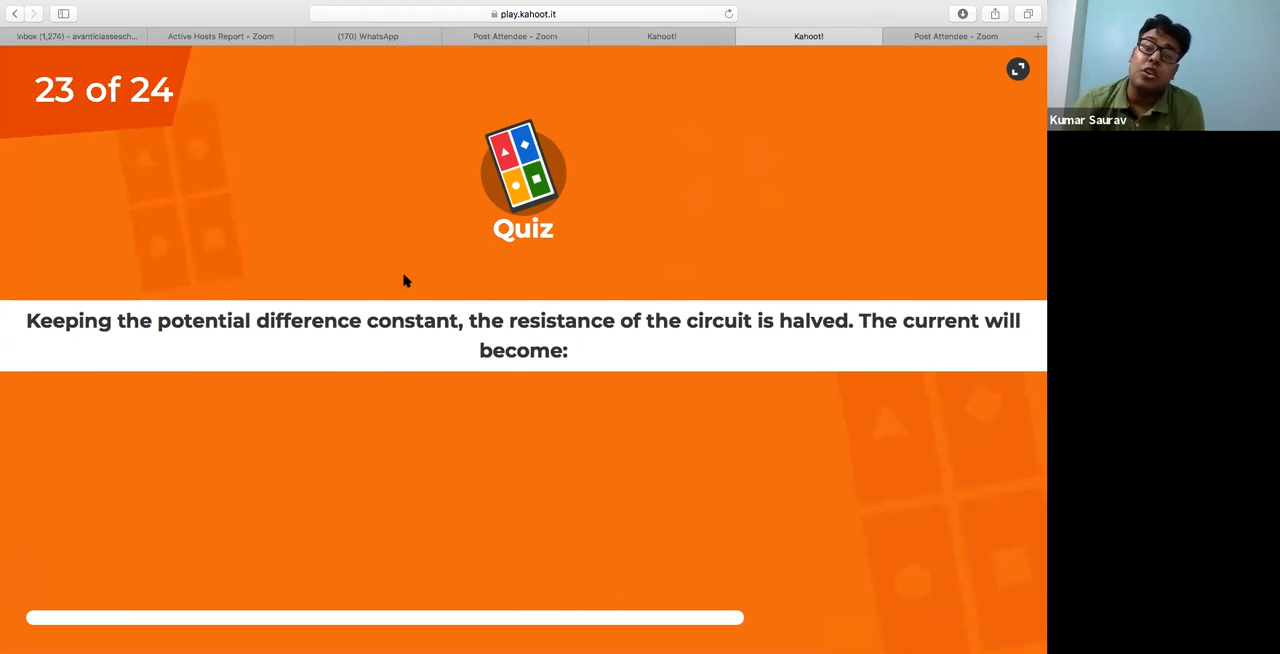 play.kahoot.it
Inbox (1,274) - avanticlassesch...
Active Hosts Report - Zoom
(170) WhatsApp
Post Attendee - Zoom
Kahoot!
Kahoot!
Post Attendee - Zoom
23 of 24
Quiz
Kumar Saurav
Keeping the potential difference constant, the resistance of the circuit is halved. The current will
become: